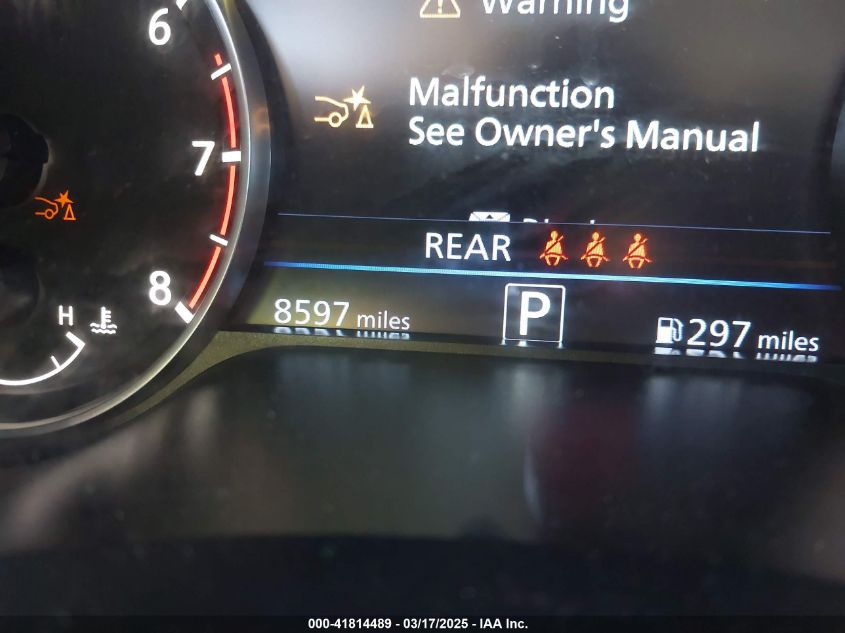 6
Warning
Malfunction
See Owner's Manual
7
REAR
8
H
8597 miles
P
297 miles
000-41814489 - 03/17/2025 - IAA Inc.